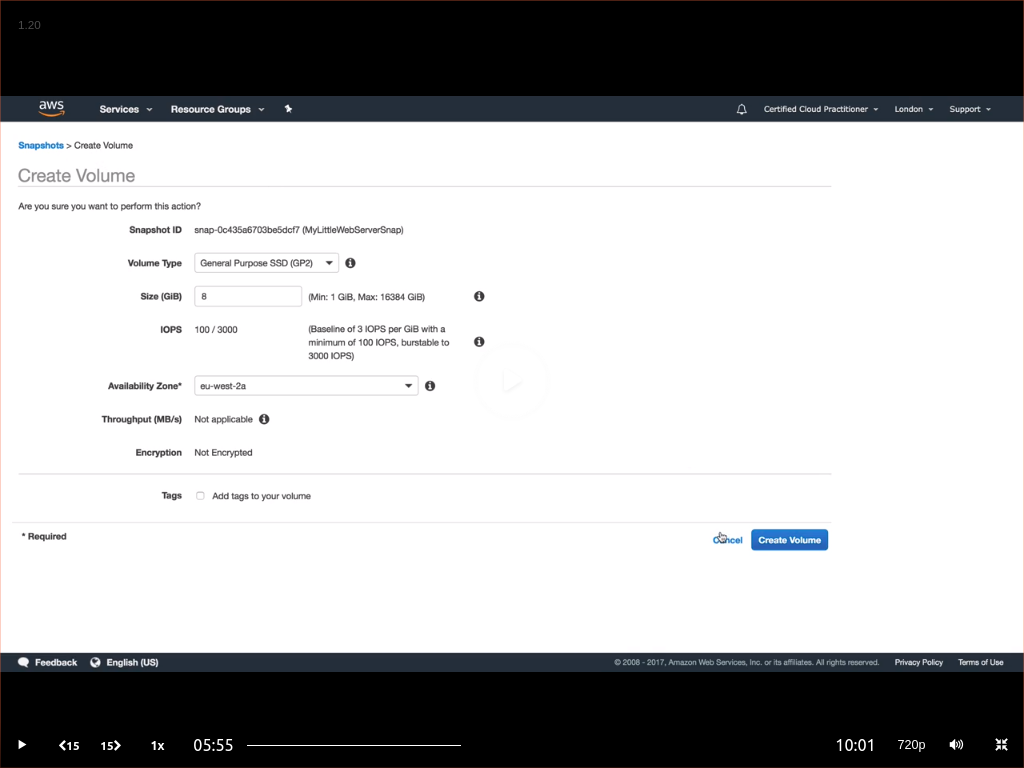 1.20
aws Services Resource Groups Certified Cloud Practitioner London Support
Snapshots > Create Volume
Create Volume
Are you sure you want to perform this action?
Snapshot ID snap-0c435a6703be5dcf7 (MyLittleWebServerSnap)
Volume Type General Purpose SSD (GP2)
Size (GiB) 8 (Min: 1 GiB, Max: 16384 GiB)
IOPS 100 / 3000 (Baseline of 3 IOPS per GiB with a
minimum of 100 IOPS, burstable to
3000 IOPS)
Availability Zone* eu-west-2a
Throughput (MB/s) Not applicable
Encryption Not Encrypted
Tags Add tags to your volume
* Required Cancel Create Volume
Feedback English (US) © 2008 - 2017, Amazon Web Services, Inc. or its affiliates. All rights reserved. Privacy Policy Terms of Use
15 15 1x 05:55 10:01 720p